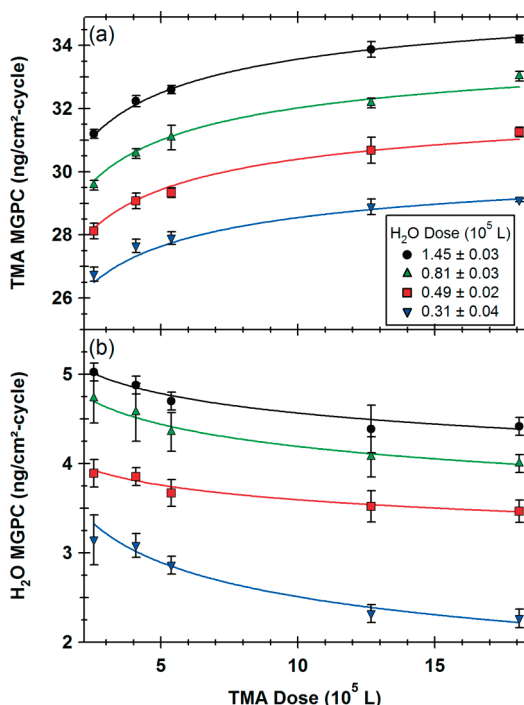 (a)
34
32
30
28
26
TMA MGPC (ng/cm²-cycle)
H₂O Dose (10⁵ L)
1.45 ± 0.03
0.81 ± 0.03
0.49 ± 0.02
0.31 ± 0.04
(b)
5
4
3
2
H₂O MGPC (ng/cm²-cycle)
5
10
15
TMA Dose (10⁵ L)